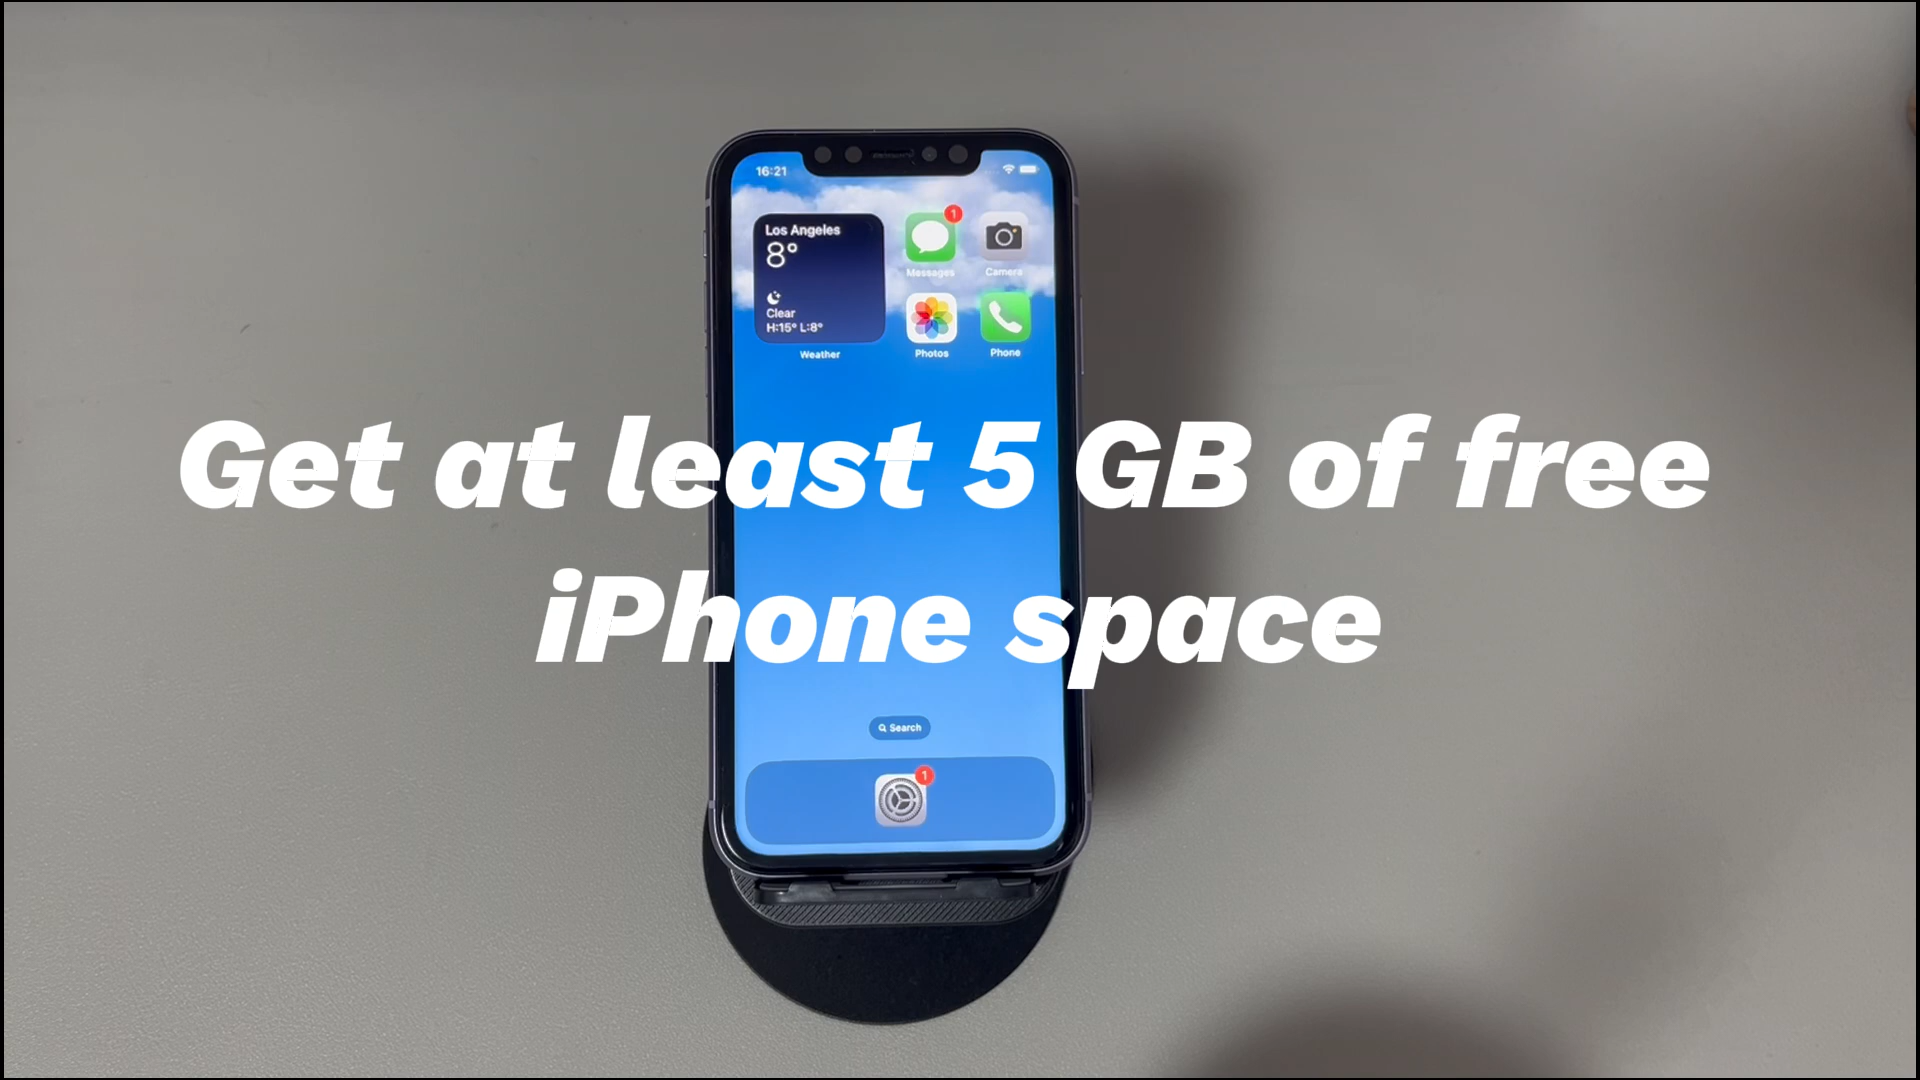 16:21
Los Angeles
8°
Clear
H:15° L:8°
Weather
1
Messages
Camera
Photos
Phone
Get at least 5 GB of free
iPhone space
Search
1